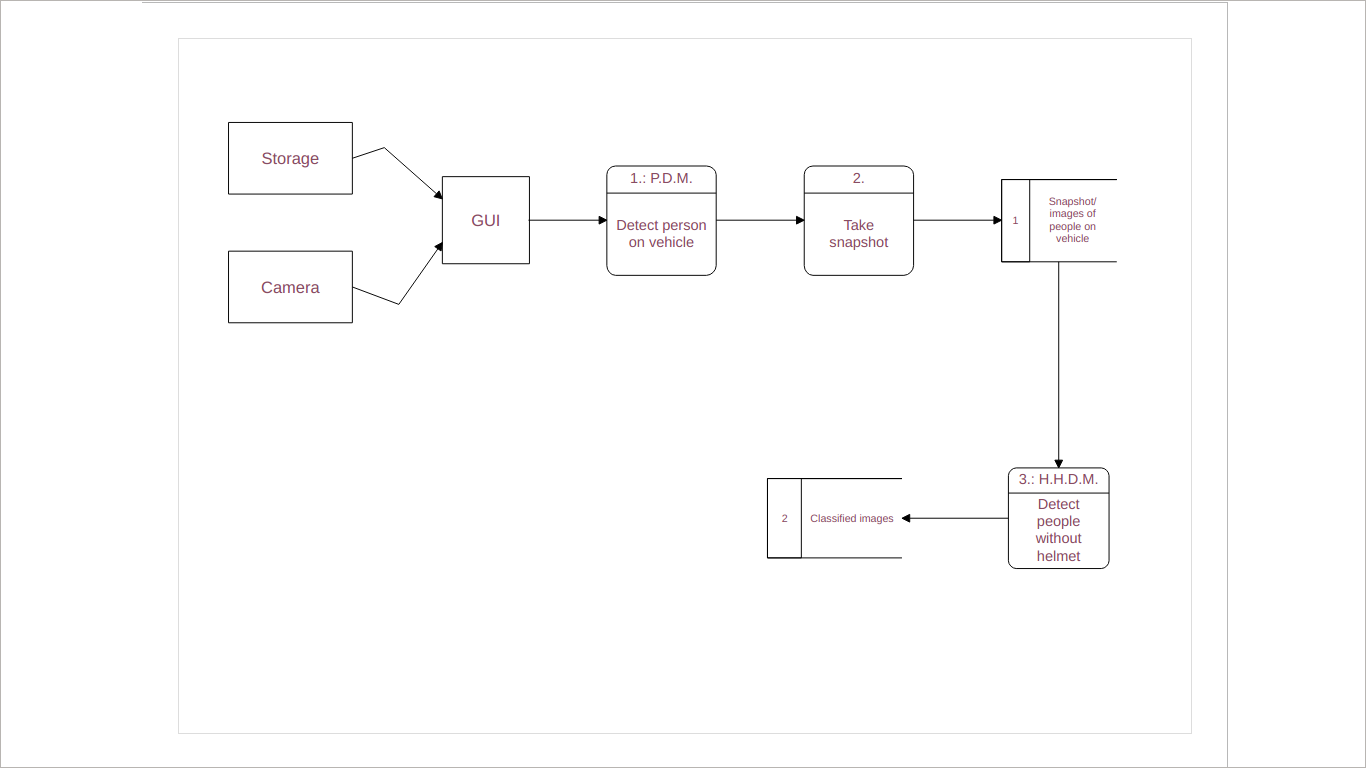 Storage
Camera
GUI
1.: P.D.M.
Detect person
on vehicle
2.
Take
snapshot
1
Snapshot/
images of
people on
vehicle
3.: H.H.D.M.
Detect
people
without
helmet
2
Classified images